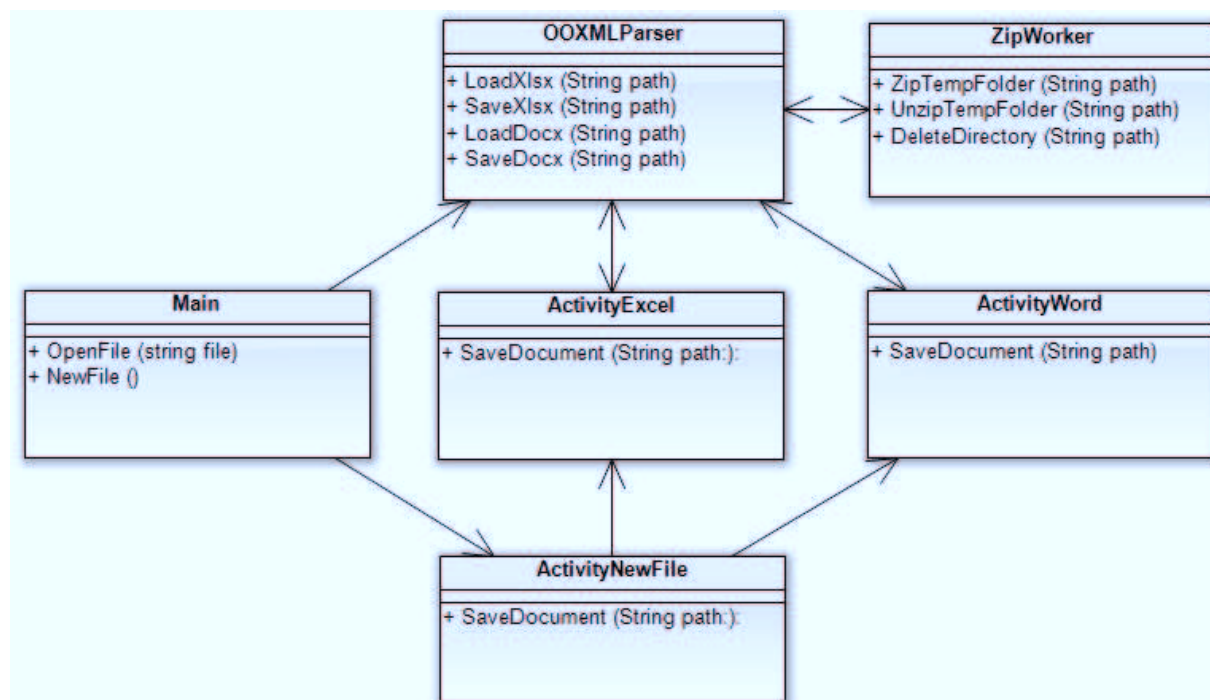 OOXMLParser
+ LoadXlsx (String path)
+ SaveXlsx (String path)
+ LoadDocx (String path)
+ SaveDocx (String path)
ZipWorker
+ ZipTempFolder (String path)
+ UnzipTempFolder (String path)
+ DeleteDirectory (String path)
Main
+ OpenFile (string file)
+ NewFile ()
ActivityExcel
+ SaveDocument (String path:):
ActivityWord
+ SaveDocument (String path)
ActivityNewFile
+ SaveDocument (String path:):